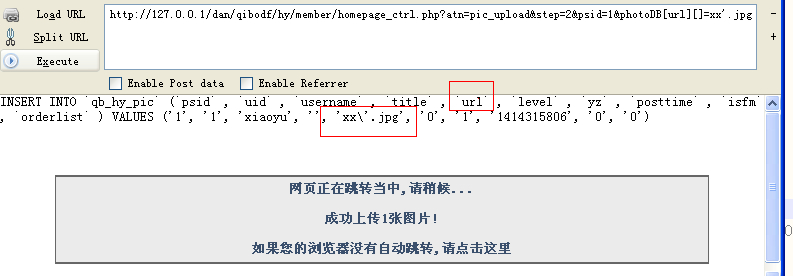 Load URL
http://127.0.0.1/dan/qibodf/hy/member/homepage_ctrl.php?atn=pic_upload&step=2&psid=1&photoDB[url][]=xx'.jpg
-
Split URL
+
Execute
Enable Post data Enable Referrer
INSERT INTO `qb_hy_pic` (`psid`, `uid`, `username`, `title`, `url`, `level`, `yz`, `posttime`, `isfm`
, `orderlist` ) VALUES ('1', '1', 'xiaoyu', '', 'xx\'.jpg', '0', '1', '1414315806', '0', '0')
网页正在跳转当中,请稍候...
成功上传1张图片!
如果您的浏览器没有自动跳转,请点击这里